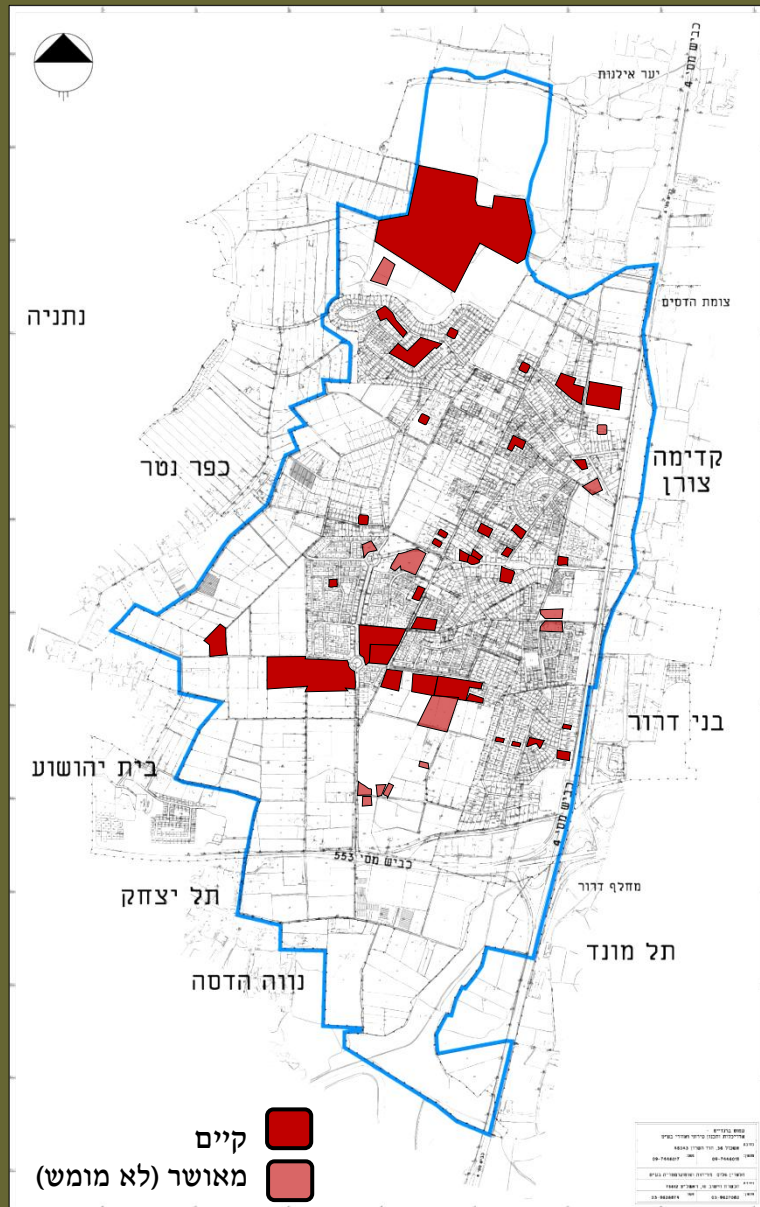 כביש מס' 4
יער אילנות
צומת הדסים
נתניה
קדימה
צורן
כפר נטר
בני דרור
בית יהושוע
כביש מס' 4
כביש מס' 553
מחלף דרור
תל יצחק
תל מונד
נווה הדסה
קיים
מאושר (לא מומש)